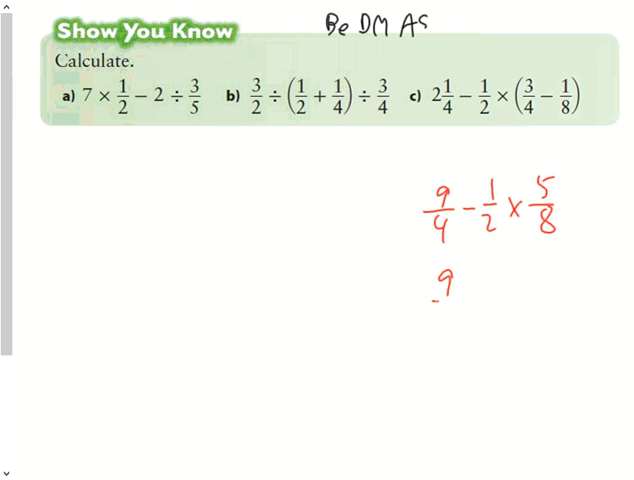 Be DM AS
Show You Know
Calculate.
a) 7 × 1/2 − 2 ÷ 3/5 b) 3/2 ÷ (1/2 + 1/4) ÷ 3/4 c) 2 1/4 − 1/2 × (3/4 − 1/8)
9/4 − 1/2 × 5/8
9